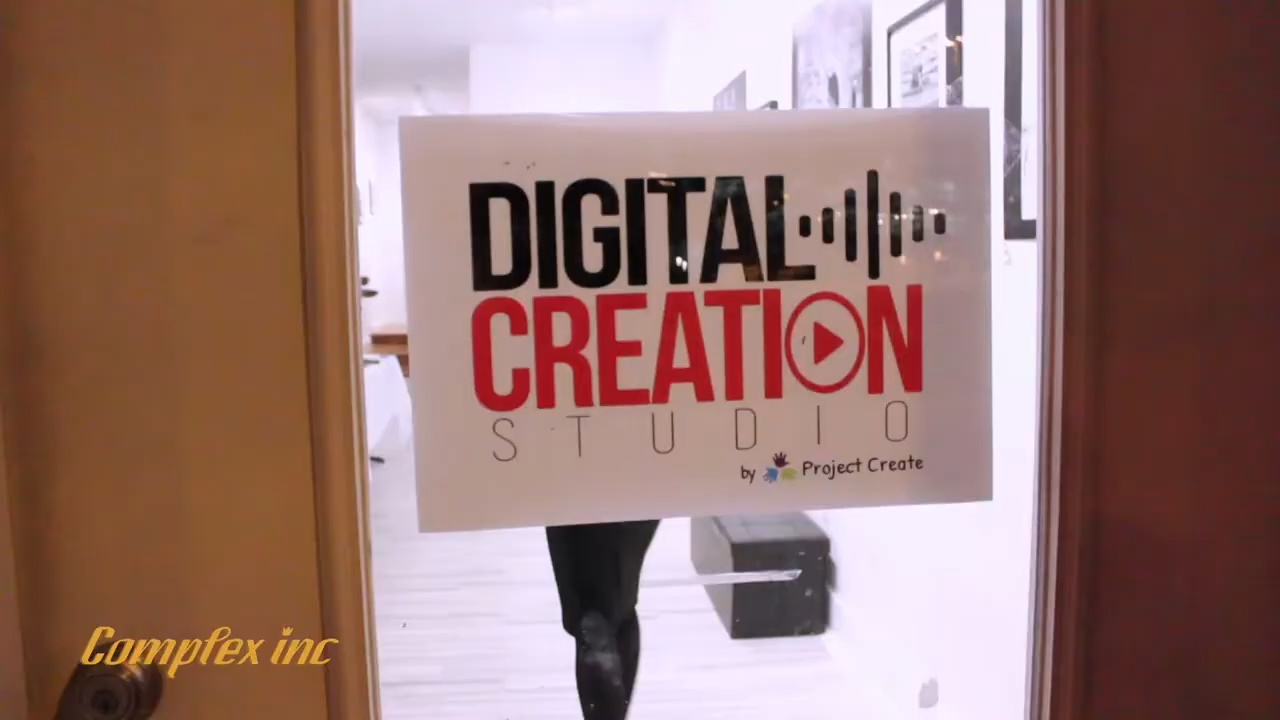 DIGITAL
CREATION
STUDIO
by Project Create
Complex inc